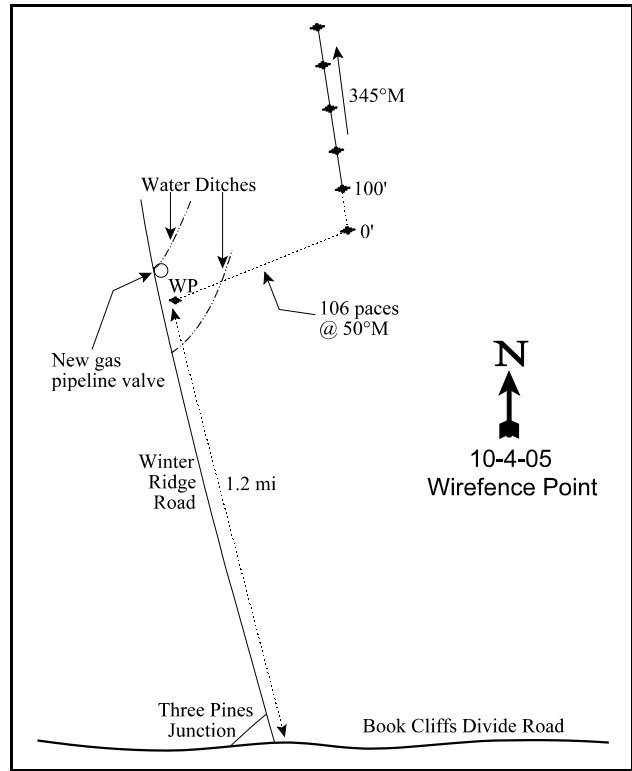 345°M
Water Ditches
100'
0'
WP
106 paces
@ 50°M
New gas
pipeline valve
N
10-4-05
Wirefence Point
Winter
Ridge
Road
1.2 mi
Three Pines
Junction
Book Cliffs Divide Road